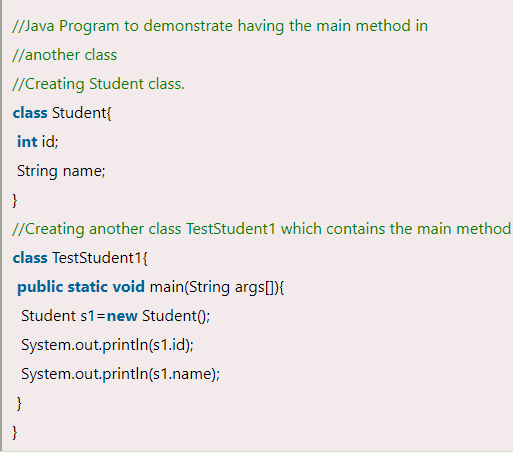 //Java Program to demonstrate having the main method in
//another class
//Creating Student class.
class Student{
 int id;
 String name;
}
//Creating another class TestStudent1 which contains the main method
class TestStudent1{
 public static void main(String args[]){
  Student s1=new Student();
  System.out.println(s1.id);
  System.out.println(s1.name);
 }
}